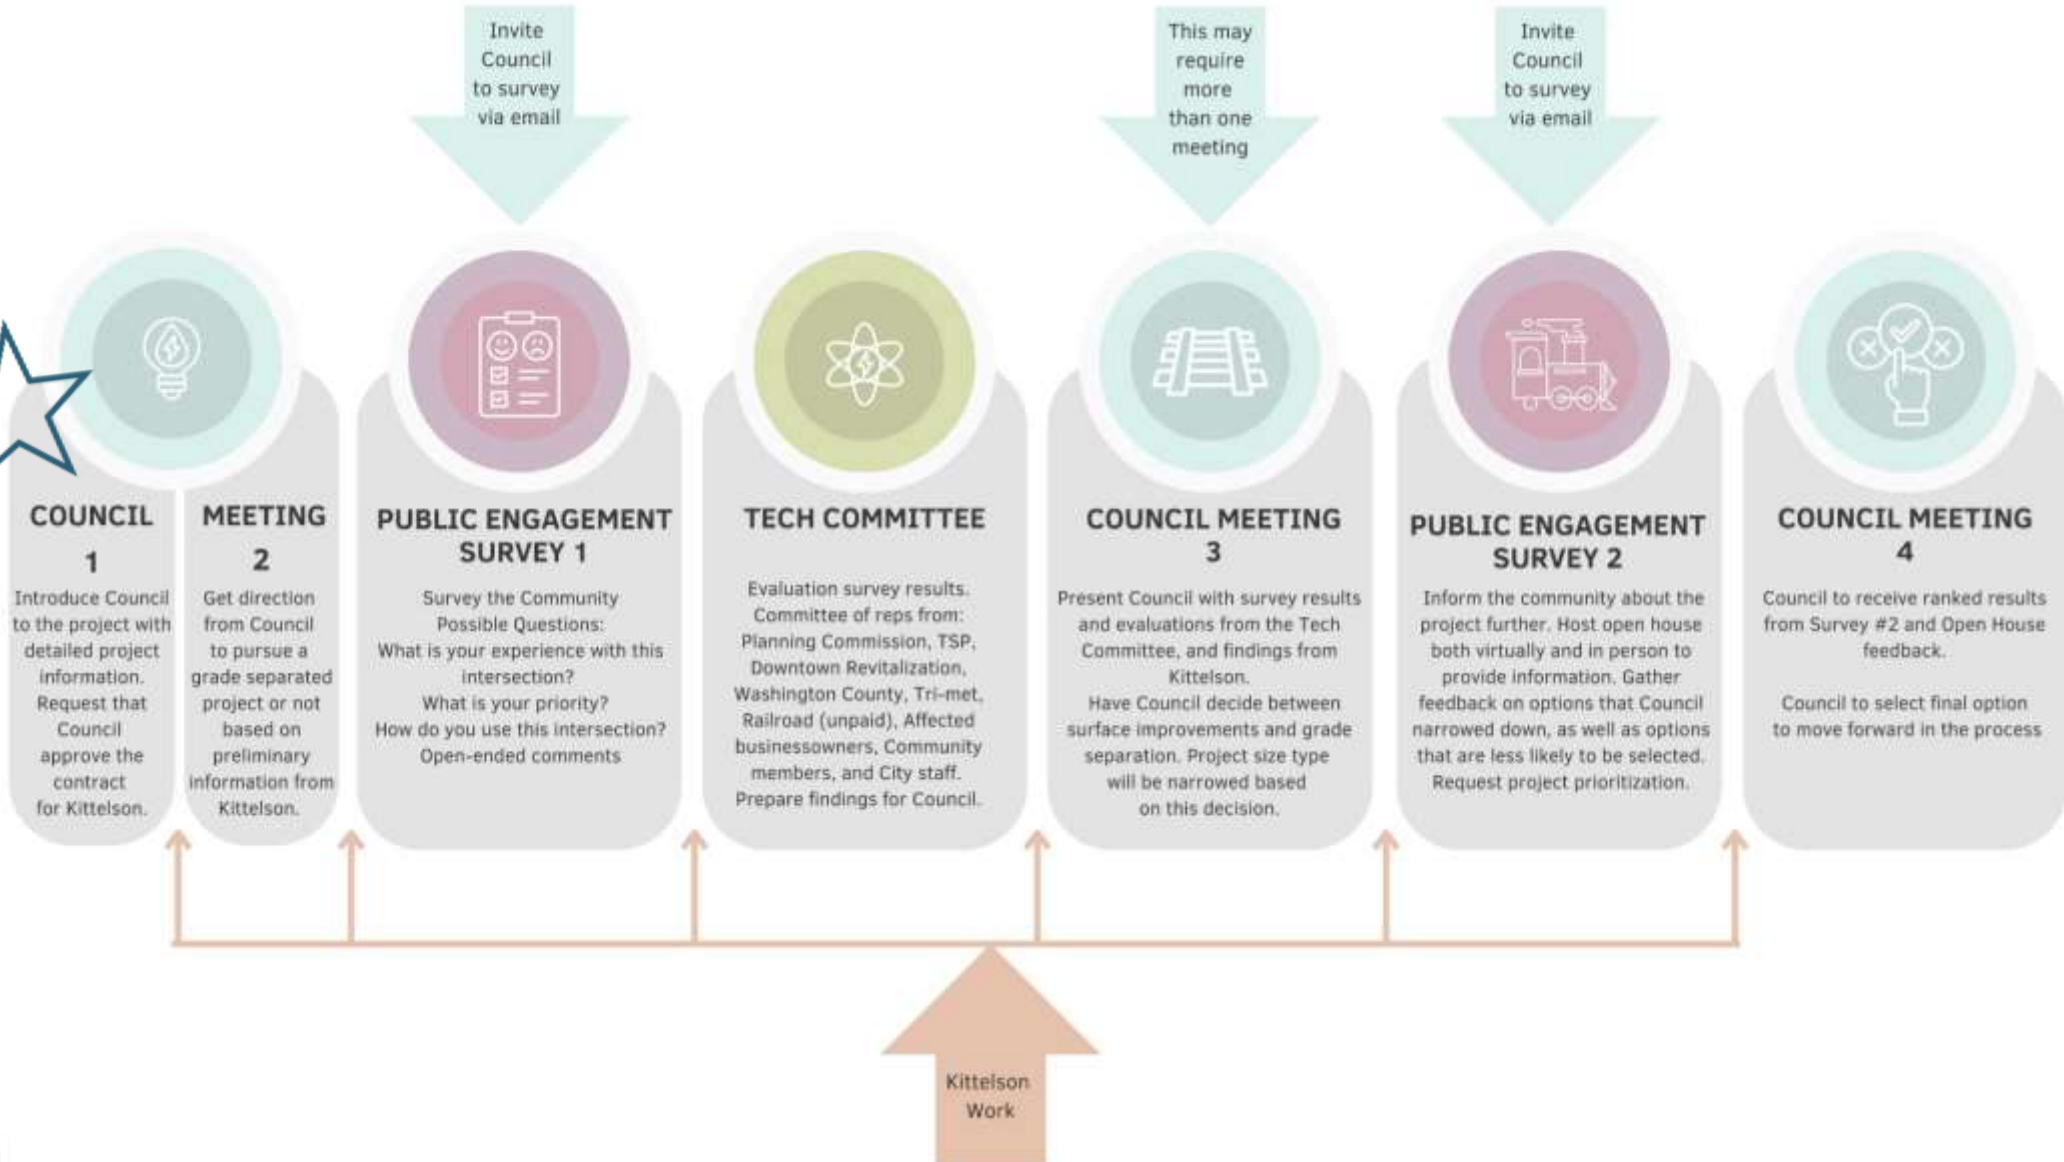 Invite
Council
to survey
via email
This may
require
more
than one
meeting
Invite
Council
to survey
via email
COUNCIL
1
Introduce Council
to the project with
detailed project
information.
Request that
Council
approve the
contract
for Kittelson.
MEETING
2
Get direction
from Council
to pursue a
grade separated
project or not
based on
preliminary
information from
Kittelson.
PUBLIC ENGAGEMENT
SURVEY 1
Survey the Community
Possible Questions:
What is your experience with this
intersection?
What is your priority?
How do you use this intersection?
Open-ended comments
TECH COMMITTEE
Evaluation survey results.
Committee of reps from:
Planning Commission, TSP,
Downtown Revitalization,
Washington County, Tri-met,
Railroad (unpaid), Affected
businessowners, Community
members, and City staff.
Prepare findings for Council.
COUNCIL MEETING
3
Present Council with survey results
and evaluations from the Tech
Committee, and findings from
Kittelson.
Have Council decide between
surface improvements and grade
separation. Project size type
will be narrowed based
on this decision.
PUBLIC ENGAGEMENT
SURVEY 2
Inform the community about the
project further. Host open house
both virtually and in person to
provide information. Gather
feedback on options that Council
narrowed down, as well as options
that are less likely to be selected.
Request project prioritization.
COUNCIL MEETING
4
Council to receive ranked results
from Survey #2 and Open House
feedback.
Council to select final option
to move forward in the process
Kittelson
Work